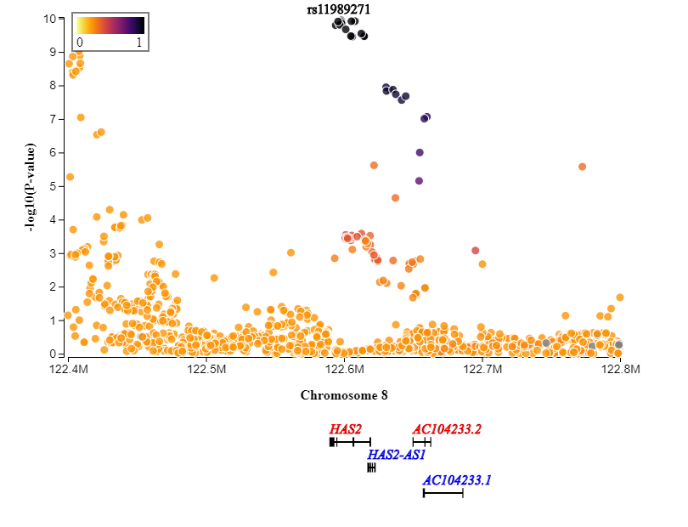 rs11989271
0 1
10
9
8
7
6
5
4
3
2
1
0
-log10(P-value)
122.4M 122.5M 122.6M 122.7M 122.8M
Chromosome 8
HAS2 AC104233.2
HAS2-AS1
AC104233.1